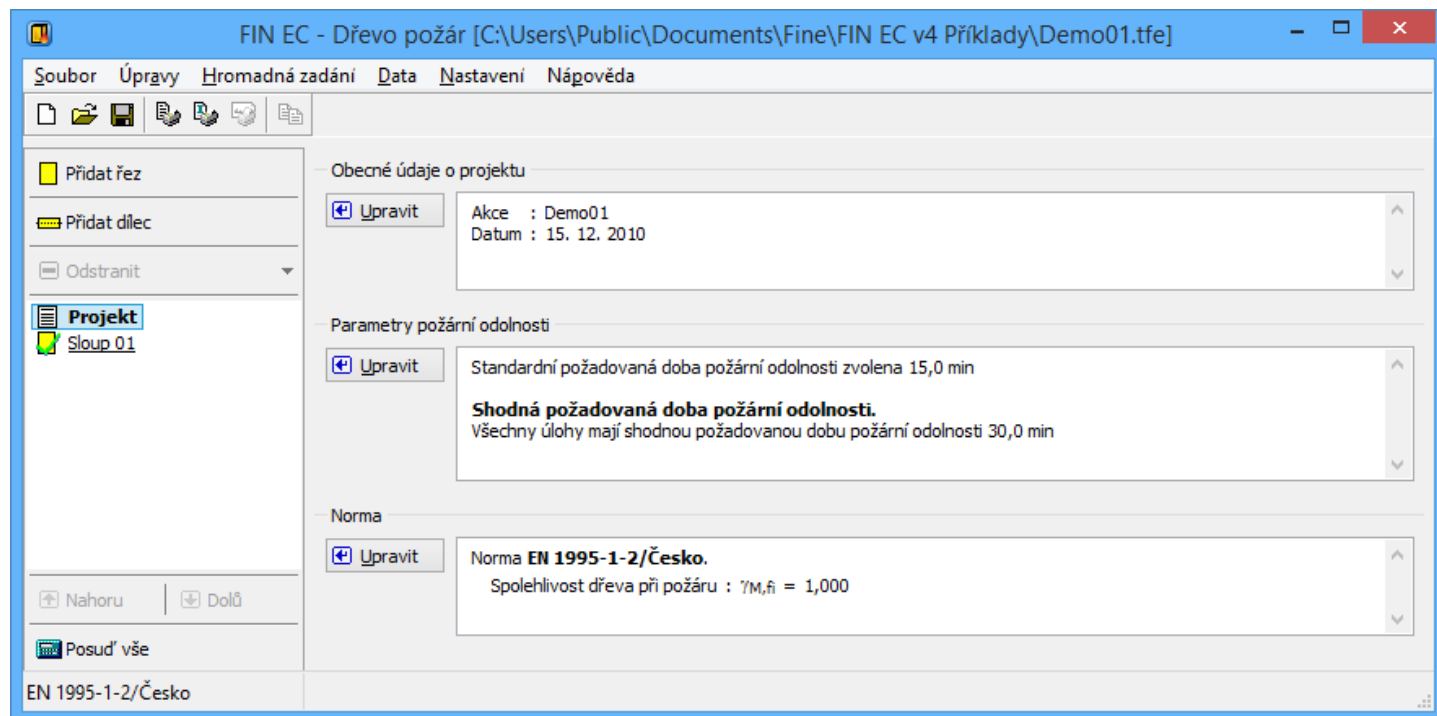 FIN EC - Dřevo požár [C:\Users\Public\Documents\Fine\FIN EC v4 Příklady\Demo01.tfe]
Soubor Úpravy Hromadná zadání Data Nastavení Nápověda
Přidat řez
Přidat dílec
Odstranit
Projekt
Sloup 01
Nahoru Dolů
Posuď vše
Obecné údaje o projektu
Upravit
Akce : Demo01
Datum : 15. 12. 2010
Parametry požární odolnosti
Upravit
Standardní požadovaná doba požární odolnosti zvolena 15,0 min
Shodná požadovaná doba požární odolnosti.
Všechny úlohy mají shodnou požadovanou dobu požární odolnosti 30,0 min
Norma
Upravit
Norma EN 1995-1-2/Česko.
Spolehlivost dřeva při požáru : γM,fi = 1,000
EN 1995-1-2/Česko